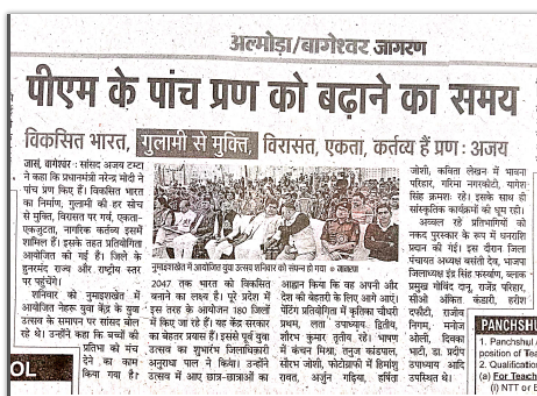 अल्मोड़ा/बागेश्वर जागरण
पीएम के पांच प्रण को बढ़ाने का समय
विकसित भारत, गुलामी से मुक्ति, विरासत, एकता, कर्तव्य हैं प्रण : अजय
जासं, बागेश्वर : सांसद अजय टम्टा
ने कहा कि प्रधानमंत्री नरेन्द्र मोदी ने
पांच प्रण किए हैं। विकसित भारत
का निर्माण, गुलामी की हर सोच
से मुक्ति, विरासत पर गर्व, एकता-
एकजुटता, नागरिक कर्तव्य इसमें
शामिल हैं। इसके तहत प्रतियोगिता
आयोजित की गई है। जिले के
हुनरमंद राज्य और राष्ट्रीय स्तर
पर पहुंचेंगे।
शनिवार को नुमाइशखेत में
आयोजित नेहरू युवा केंद्र के युवा
उत्सव के समापन पर सांसद बोल
रहे थे। उन्होंने कहा कि बच्चों की
प्रतिभा को मंच
देने का काम
किया गया है।
नुमाइशखेत में आयोजित युवा उत्सव शनिवार को संपन्न हो गया ● जागरण
2047 तक भारत को विकसित
बनाने का लक्ष्य है। पूरे प्रदेश में
इस तरह के आयोजन 180 जिलों
में किए जा रहे हैं। यह केंद्र सरकार
का बेहतर प्रयास है। इससे पूर्व युवा
उत्सव का शुभारंभ जिलाधिकारी
अनुराधा पाल ने किया। उन्होंने
उत्सव में आए छात्र-छात्राओं का
आह्वान किया कि वह अपनी और
देश की बेहतरी के लिए आगे आएं।
पेंटिंग प्रतियोगिता में कृतिका चौधरी
प्रथम, लता उपाध्याय द्वितीय,
शौरभ कुमार तृतीय रहे। भाषण
में कंचन मिश्रा, तनुज कांडपाल,
सौरभ जोशी, फोटोग्राफी में हिमांशु
रावत, अर्जुन गड़िया, हर्षिता
जोशी, कविता लेखन में भावना
परिहार, गरिमा नगरकोटी, योगेश
सिंह क्रमशः रहे। इसके साथ ही
सांस्कृतिक कार्यक्रमों की धूम रही।
अव्वल रहे प्रतिभागियों को
नकद पुरस्कार के रूप में धनराशि
प्रदान की गई। इस दौरान जिला
पंचायत अध्यक्ष बसंती देव, भाजपा
जिलाध्यक्ष इंद्र सिंह फर्स्वाण, ब्लाक
प्रमुख गोविंद दानू, राजेंद्र परिहार,
सीओ अंकित कंडारी, हरीश
दफौटी, राजीव
निगम, मनोज
ओली, दिक्का
भाटी, डा. प्रदीप
उपाध्याय आदि
उपस्थित थे।
OL
PANCHSHU
1. Panchshul
position of Tea
2. Qualification
(a) For Teach
(i) NTT or B